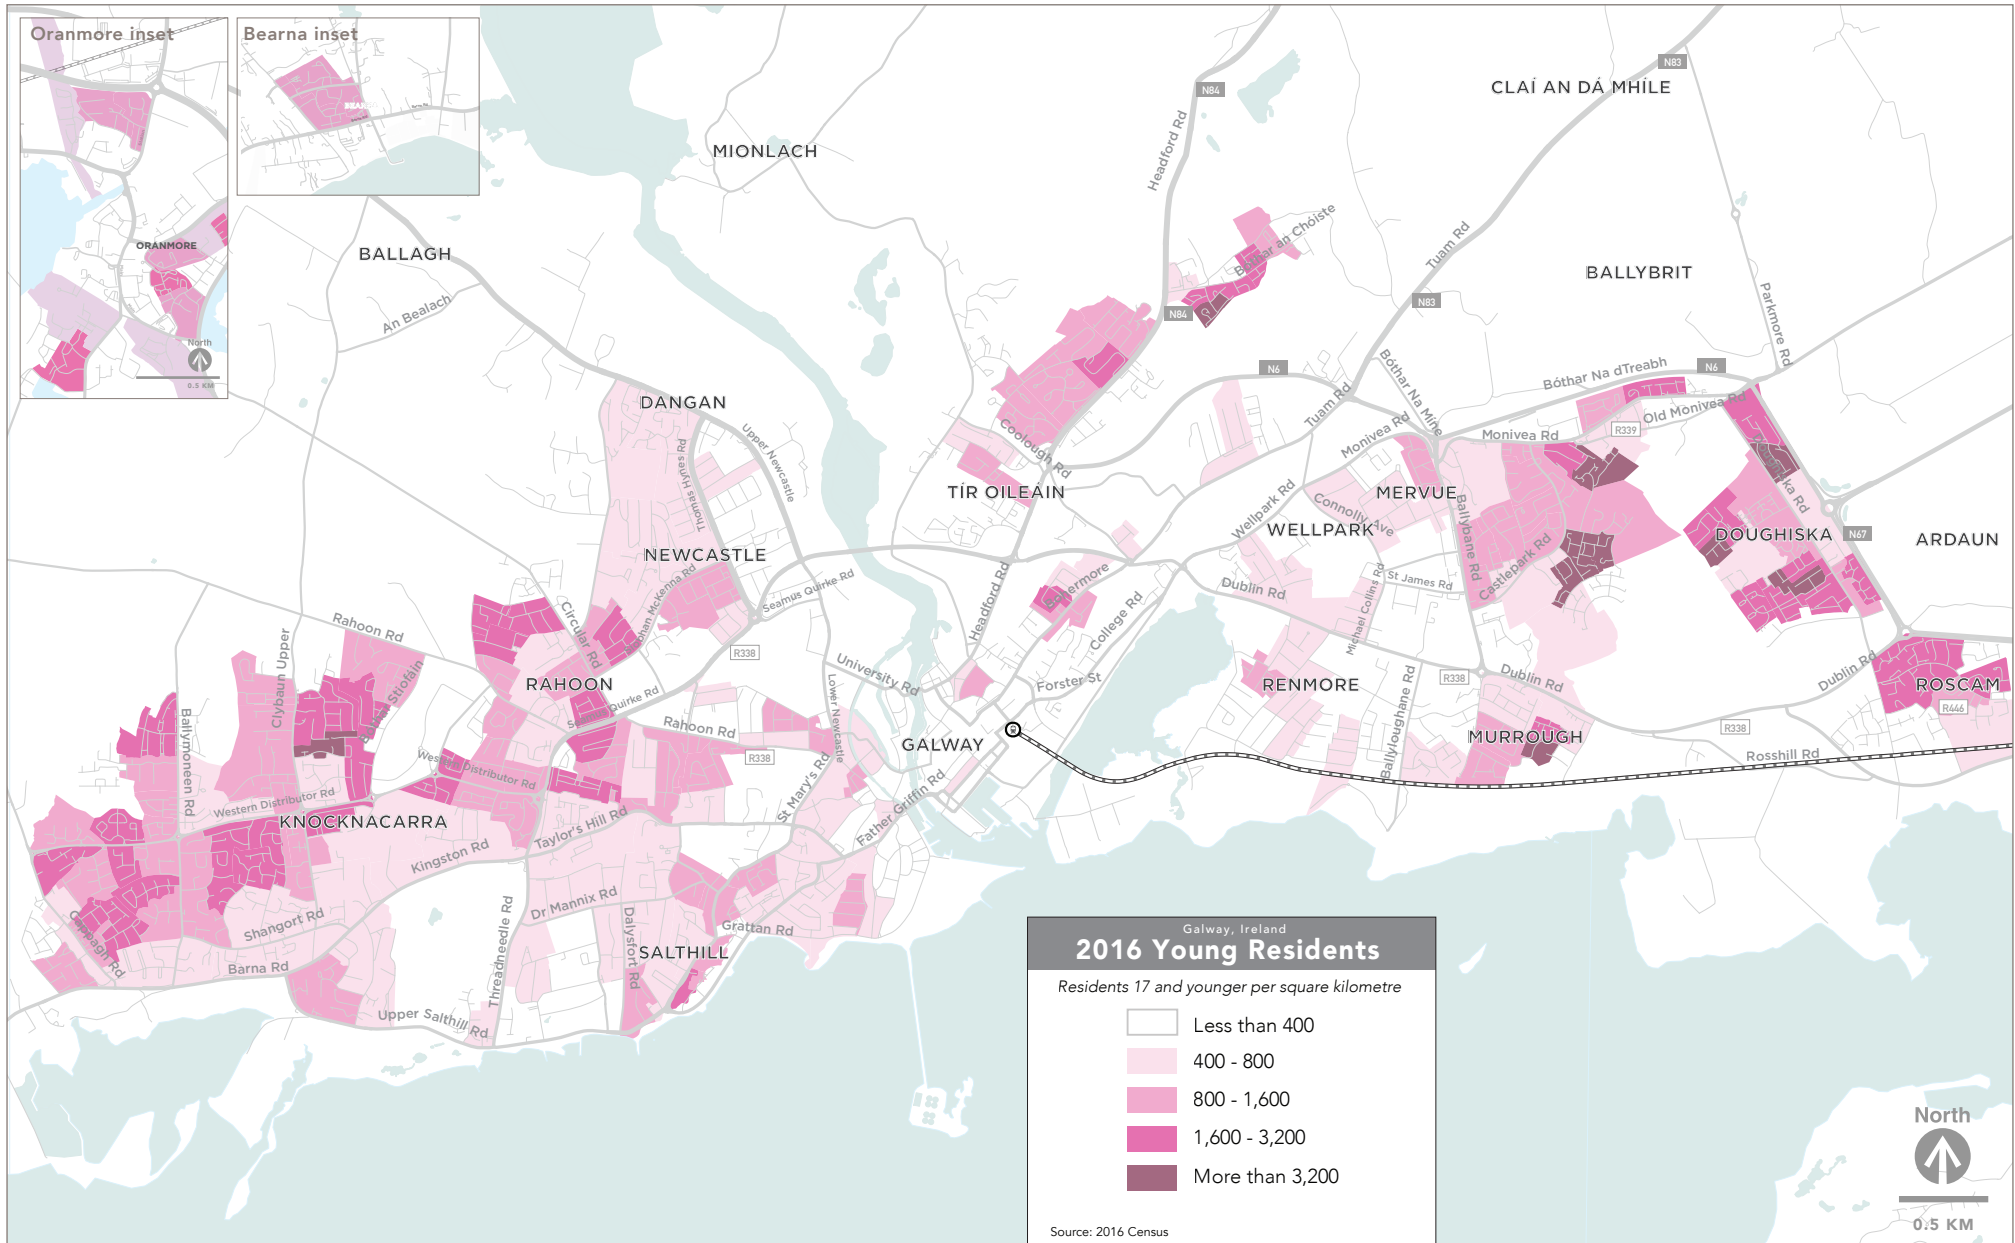 Oranmore inset
ORANMORE
North
0.5 KM
Bearna inset
MIONLACH
N84
Headford Rd
CLAÍ AN DÁ MHÍLE
N83
BALLAGH
An Bealach
Bóthar an Chóiste
N84
Tuam Rd
N83
BALLYBRIT
Parkmore Rd
DANGAN
Upper Newcastle
Thomas Hynes Rd
Coolough Rd
TÍR OILEÁIN
N6
Tuam Rd
Bóthar Na Mine
Monivea Rd
Bóthar Na dTreabh
N6
Old Monivea Rd
R339
Monivea Rd
MERVUE
Connolly Ave
WELLPARK
Wellpark Rd
Ballybane Rd
Castlepark Rd
DOUGHISKA
N67
ARDAUN
NEWCASTLE
Seamus Quirke Rd
Headford Rd
Bohermore
College Rd
Dublin Rd
St James Rd
Michael Collins Rd
Rahoon Rd
Circular Rd
R338
RAHOON
Seamus Quirke Rd
University Rd
Lower Newcastle
Forster St
RENMORE
Ballyloughane Rd
R338
Dublin Rd
MURROUGH
Dublin Rd
ROSCAM
R446
R338
Rosshill Rd
Clybaun Upper
Ballymoneen Rd
Western Distributor Rd
Rahoon Rd
R338
GALWAY
St Mary's Rd
Father Griffin Rd
Western Distributor Rd
KNOCKNACARRA
Kingston Rd
Taylor's Hill Rd
Dr Mannix Rd
Threadneedle Rd
Dalysfort Rd
Grattan Rd
SALTHILL
Shangort Rd
Cappagh Rd
Barna Rd
Upper Salthill Rd
Galway, Ireland
2016 Young Residents
Residents 17 and younger per square kilometre
Less than 400
400 - 800
800 - 1,600
1,600 - 3,200
More than 3,200
Source: 2016 Census
North
0.5 KM